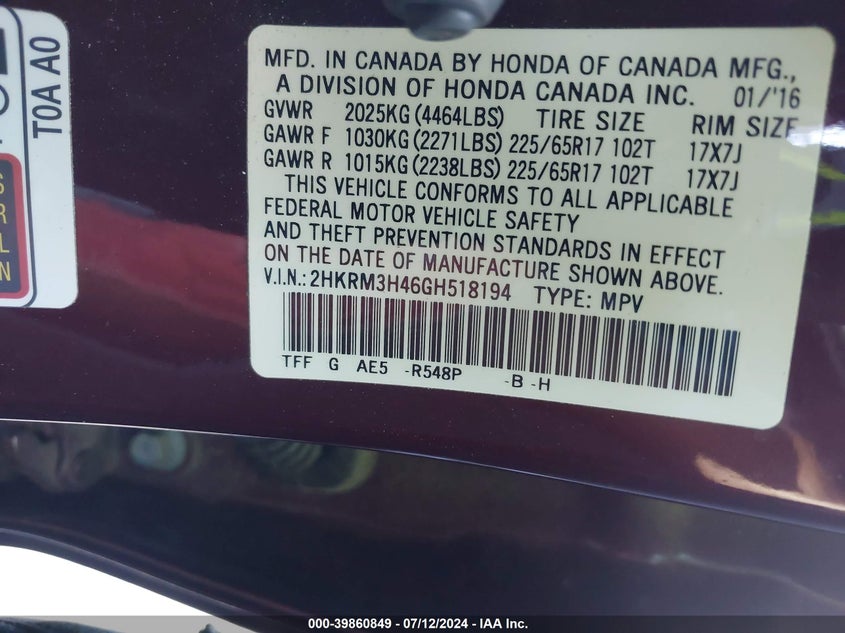 T0A A0
S
R
L
N
MFD. IN CANADA BY HONDA OF CANADA MFG.,
A DIVISION OF HONDA CANADA INC. 01/'16
GVWR 2025KG (4464LBS) TIRE SIZE RIM SIZE
GAWR F 1030KG (2271LBS) 225/65R17 102T 17X7J
GAWR R 1015KG (2238LBS) 225/65R17 102T 17X7J
THIS VEHICLE CONFORMS TO ALL APPLICABLE
FEDERAL MOTOR VEHICLE SAFETY
AND THEFT PREVENTION STANDARDS IN EFFECT
ON THE DATE OF MANUFACTURE SHOWN ABOVE.
V.I.N.: 2HKRM3H46GH518194 TYPE: MPV
TFF G AE5 -R548P -B -H
000-39860849 - 07/12/2024 - IAA Inc.